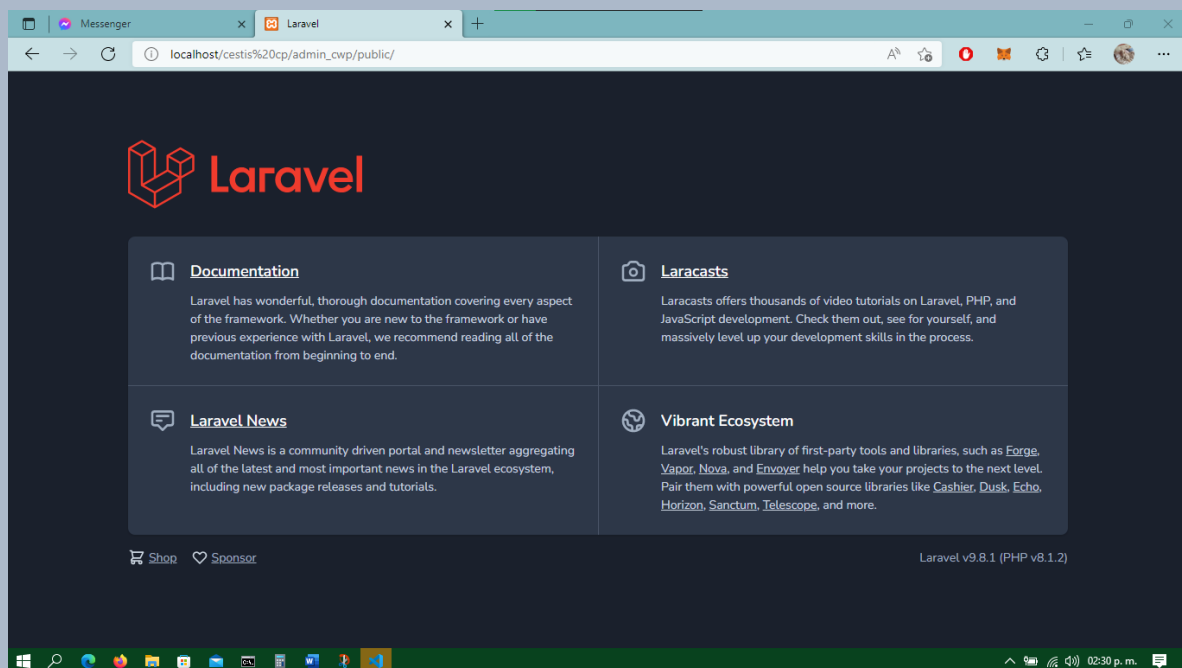 Messenger
Laravel
localhost/cestis%20cp/admin_cwp/public/
Laravel
Documentation
Laravel has wonderful, thorough documentation covering every aspect
of the framework. Whether you are new to the framework or have
previous experience with Laravel, we recommend reading all of the
documentation from beginning to end.
Laracasts
Laracasts offers thousands of video tutorials on Laravel, PHP, and
JavaScript development. Check them out, see for yourself, and
massively level up your development skills in the process.
Laravel News
Laravel News is a community driven portal and newsletter aggregating
all of the latest and most important news in the Laravel ecosystem,
including new package releases and tutorials.
Vibrant Ecosystem
Laravel's robust library of first-party tools and libraries, such as Forge,
Vapor, Nova, and Envoyer help you take your projects to the next level.
Pair them with powerful open source libraries like Cashier, Dusk, Echo,
Horizon, Sanctum, Telescope, and more.
Shop Sponsor
Laravel v9.8.1 (PHP v8.1.2)
02:30 p. m.